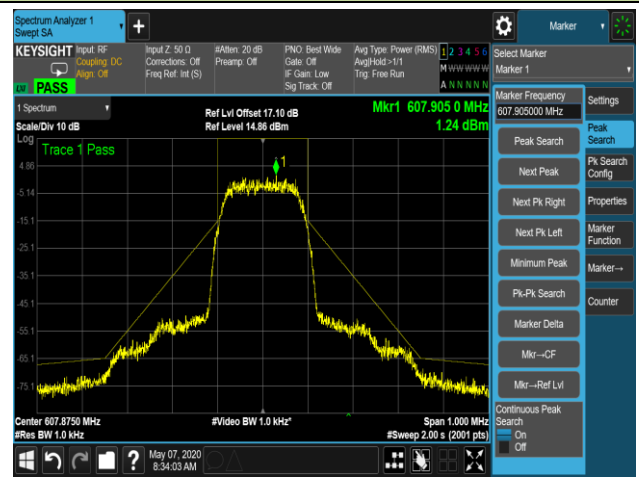 Spectrum Analyzer 1
Swept SA
+
Marker
KEYSIGHT
Input: RF
Coupling: DC
Align: Off
Input Z: 50 Ω
Corrections: Off
Freq Ref: Int (S)
#Atten: 20 dB
Preamp: Off
PNO: Best Wide
Gate: Off
IF Gain: Low
Sig Track: Off
Avg Type: Power (RMS)
Avg|Hold:>1/1
Trig: Free Run
1 2 3 4 5 6
M W W W W W
A N N N N N
Select Marker
Marker 1
LXI
PASS
1 Spectrum
Scale/Div 10 dB
Ref Lvl Offset 17.10 dB
Ref Level 14.86 dBm
Mkr1 607.905 0 MHz
1.24 dBm
Log
Trace 1 Pass
1
4.86
-5.14
-15.1
-25.1
-35.1
-45.1
-55.1
-65.1
-75.1
Center 607.8750 MHz
#Res BW 1.0 kHz
#Video BW 1.0 kHz*
Span 1.000 MHz
#Sweep 2.00 s (2001 pts)
Marker Frequency
607.905000 MHz
Peak Search
Next Peak
Next Pk Right
Next Pk Left
Minimum Peak
Pk-Pk Search
Marker Delta
Mkr→CF
Mkr→Ref Lvl
Continuous Peak
Search
On
Off
Settings
Peak
Search
Pk Search
Config
Properties
Marker
Function
Marker→
Counter
?
May 07, 2020
8:34:03 AM